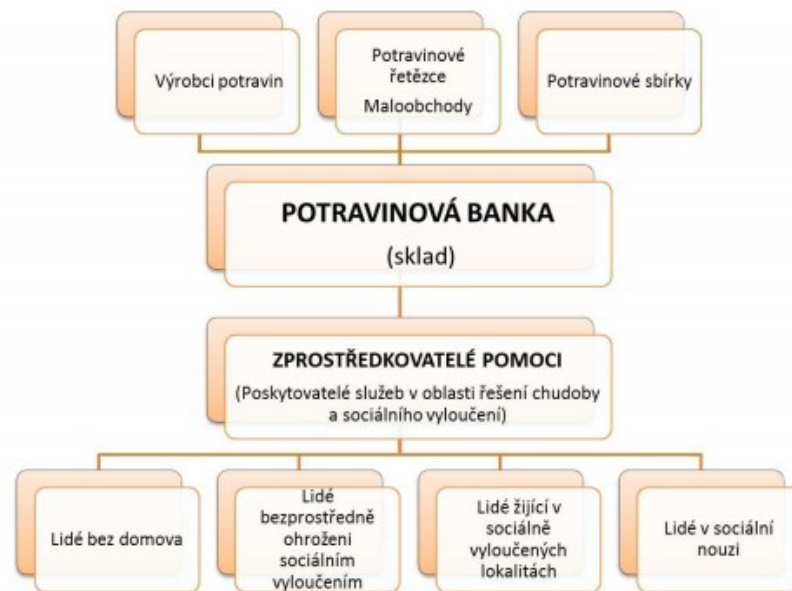 Výrobci potravin
Potravinové
řetězce
Maloobchody
Potravinové sbírky
POTRAVINOVÁ BANKA
(sklad)
ZPROSTŘEDKOVATELÉ POMOCI
(Poskytovatelé služeb v oblasti řešení chudoby
a sociálního vyloučení)
Lidé bez domova
Lidé
bezprostředně
ohroženi
sociálním
vyloučením
Lidé žijící v
sociálně
vyloučených
lokalitách
Lidé v sociální
nouzi